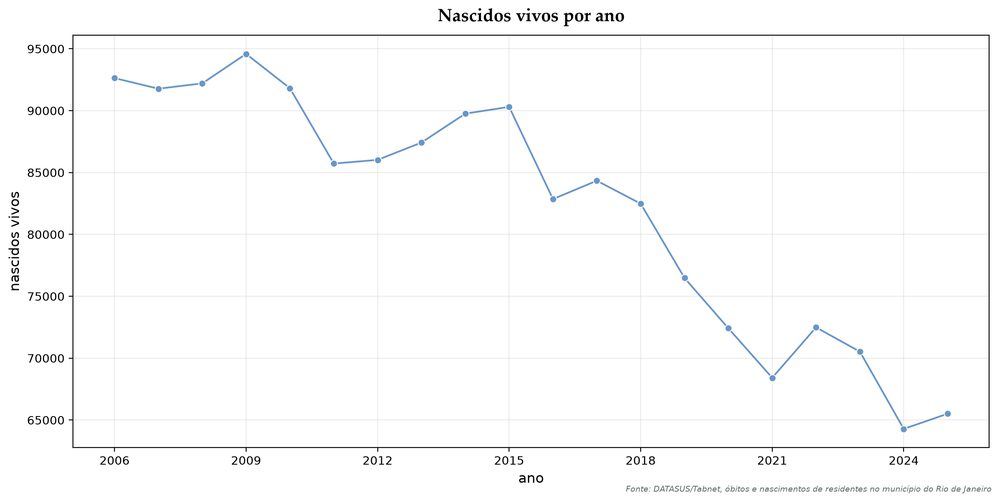 Nascidos vivos por ano
95000
90000
85000
80000
75000
70000
65000
nascidos vivos
2006 2009 2012 2015 2018 2021 2024
ano
Fonte: DATASUS/Tabnet, óbitos e nascimentos de residentes no município do Rio de Janeiro